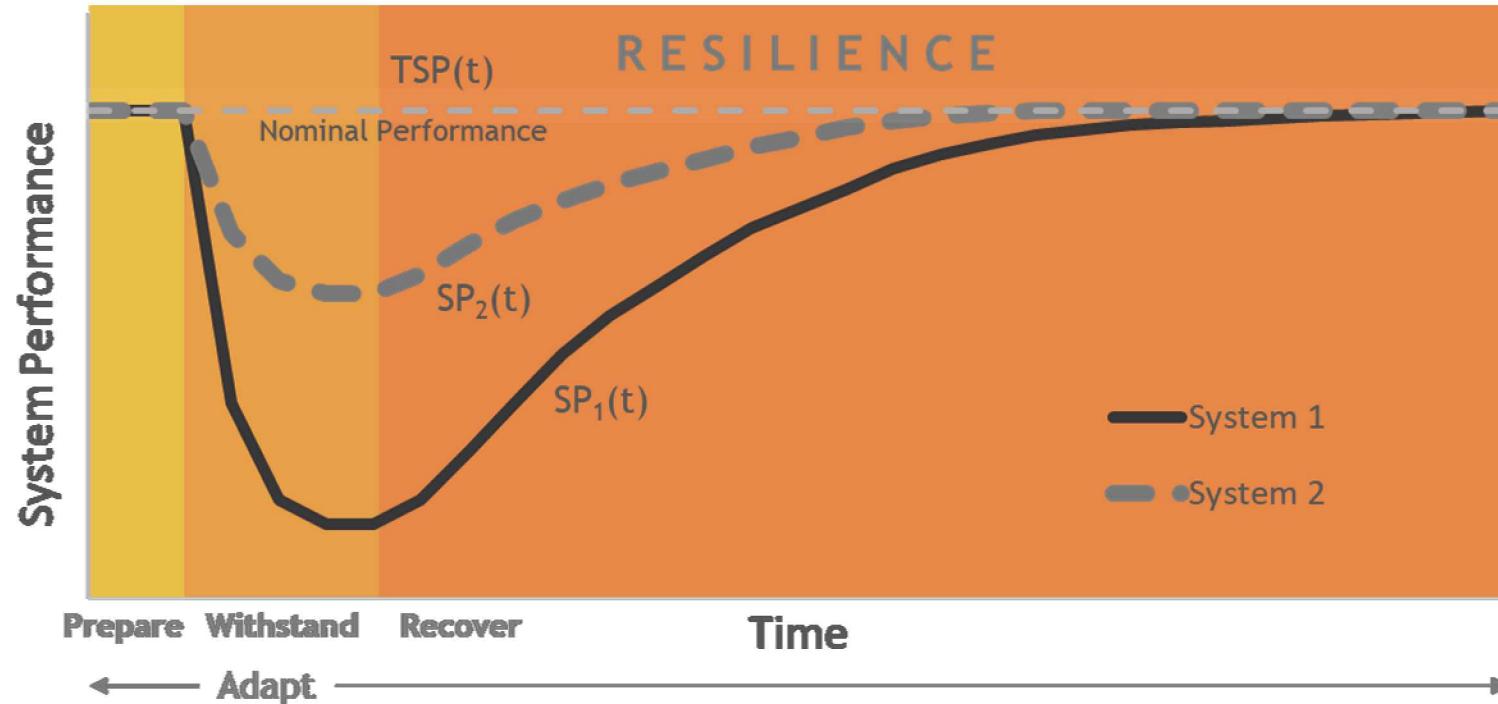 RESILIENCE
TSP(t)
Nominal Performance
System Performance
SP₂(t)
SP₁(t)
System 1
System 2
Prepare Withstand Recover
Time
Adapt